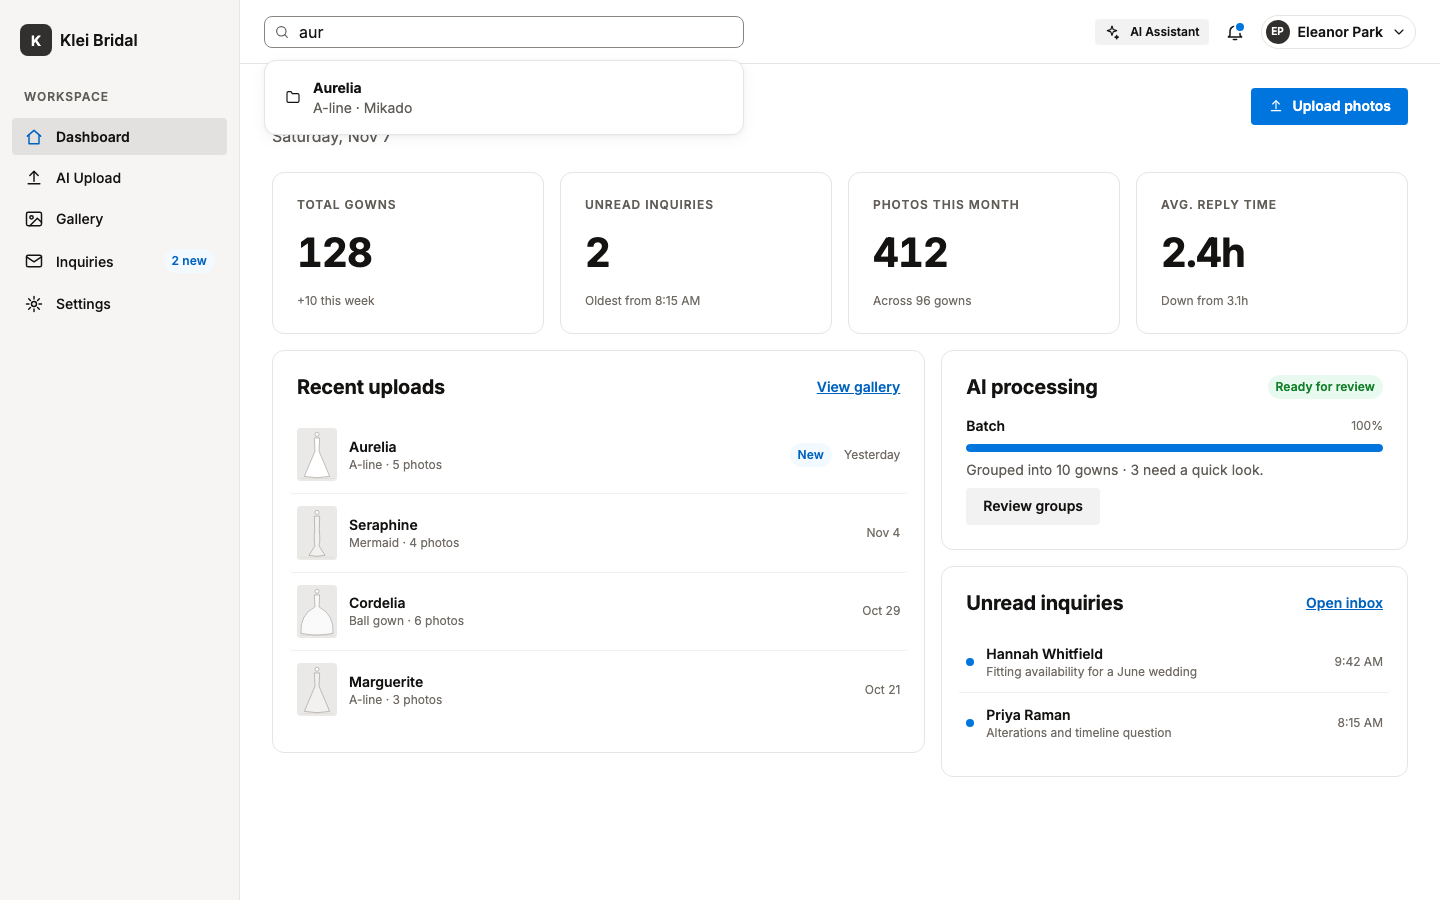 K Klei Bridal
WORKSPACE
Dashboard
AI Upload
Gallery
Inquiries 2 new
Settings
aur
AI Assistant
EP Eleanor Park
Aurelia
A-line · Mikado
Saturday, Nov 7
Upload photos
TOTAL GOWNS
128
+10 this week
UNREAD INQUIRIES
2
Oldest from 8:15 AM
PHOTOS THIS MONTH
412
Across 96 gowns
AVG. REPLY TIME
2.4h
Down from 3.1h
Recent uploads View gallery
Aurelia
A-line · 5 photos
New Yesterday
Seraphine
Mermaid · 4 photos
Nov 4
Cordelia
Ball gown · 6 photos
Oct 29
Marguerite
A-line · 3 photos
Oct 21
AI processing Ready for review
Batch 100%
Grouped into 10 gowns · 3 need a quick look.
Review groups
Unread inquiries Open inbox
Hannah Whitfield
Fitting availability for a June wedding
9:42 AM
Priya Raman
Alterations and timeline question
8:15 AM